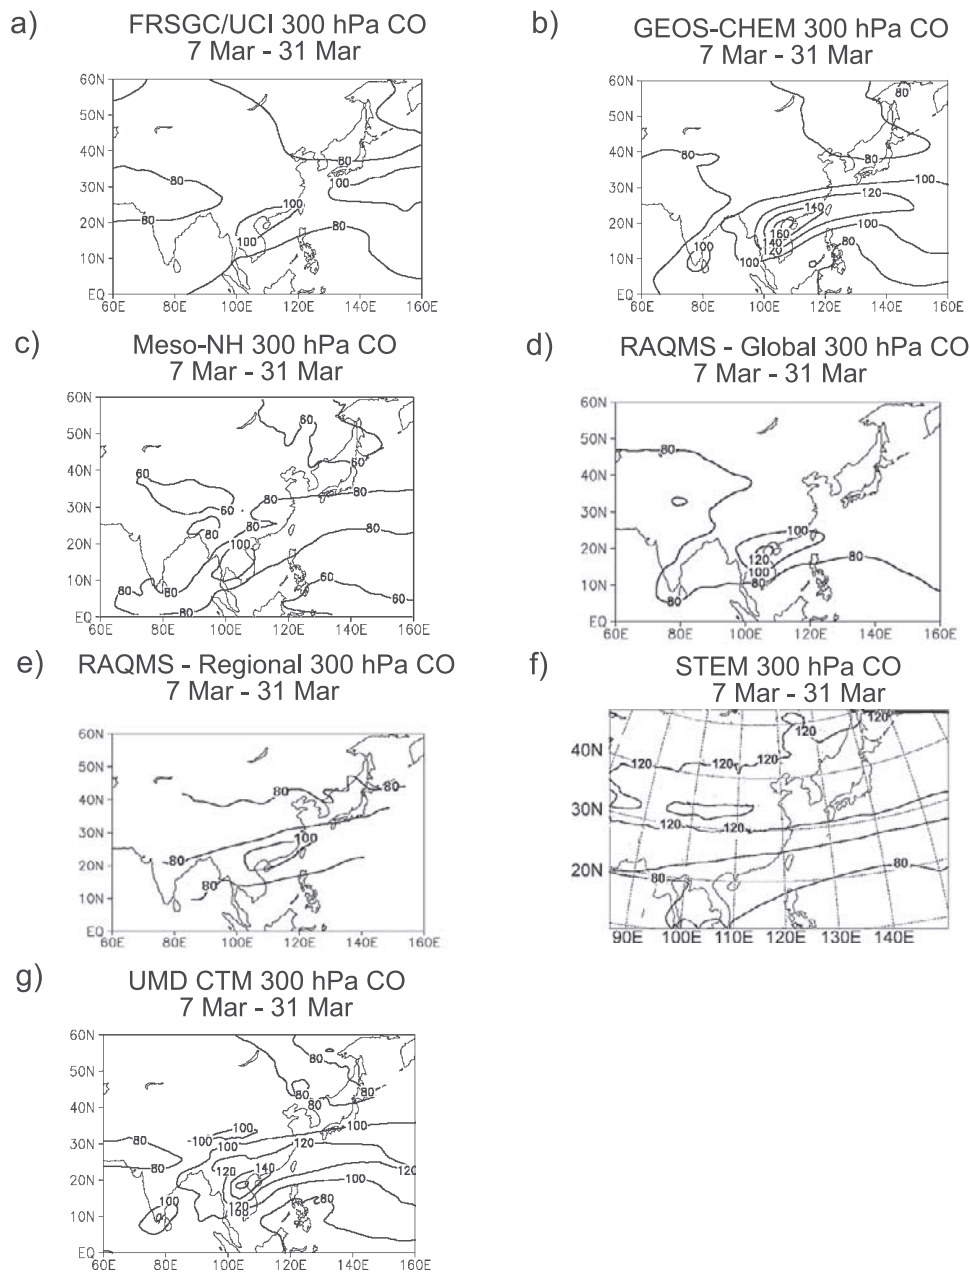 a)
FRSGC/UCI 300 hPa CO
7 Mar - 31 Mar
60N
50N
40N
30N
20N
10N
EQ
60E 80E 100E 120E 140E 160E
80
80
80
80
100
100
100
b)
GEOS-CHEM 300 hPa CO
7 Mar - 31 Mar
60N
50N
40N
30N
20N
10N
EQ
60E 80E 100E 120E 140E 160E
80
80
80
100
120
140
160
140
120
100
80
100
100
c)
Meso-NH 300 hPa CO
7 Mar - 31 Mar
60N
50N
40N
30N
20N
10N
EQ
60E 80E 100E 120E 140E 160E
60
60
60
60
80
80
80
80
80
100
80
80
60
60
d)
RAQMS - Global 300 hPa CO
7 Mar - 31 Mar
60N
50N
40N
30N
20N
10N
EQ
60E 80E 100E 120E 140E 160E
80
100
120
100
80
80
80
e)
RAQMS - Regional 300 hPa CO
7 Mar - 31 Mar
60N
50N
40N
30N
20N
10N
EQ
60E 80E 100E 120E 140E 160E
80
80
100
80
80
80
f)
STEM 300 hPa CO
7 Mar - 31 Mar
40N
30N
20N
90E 100E 110E 120E 130E 140E
120
120
120
120
120
120
120
80
80
g)
UMD CTM 300 hPa CO
7 Mar - 31 Mar
60N
50N
40N
30N
20N
10N
EQ
60E 80E 100E 120E 140E 160E
80
80
80
80
100
100
100
100
80
80
120
120
140
120
120
100
80
100